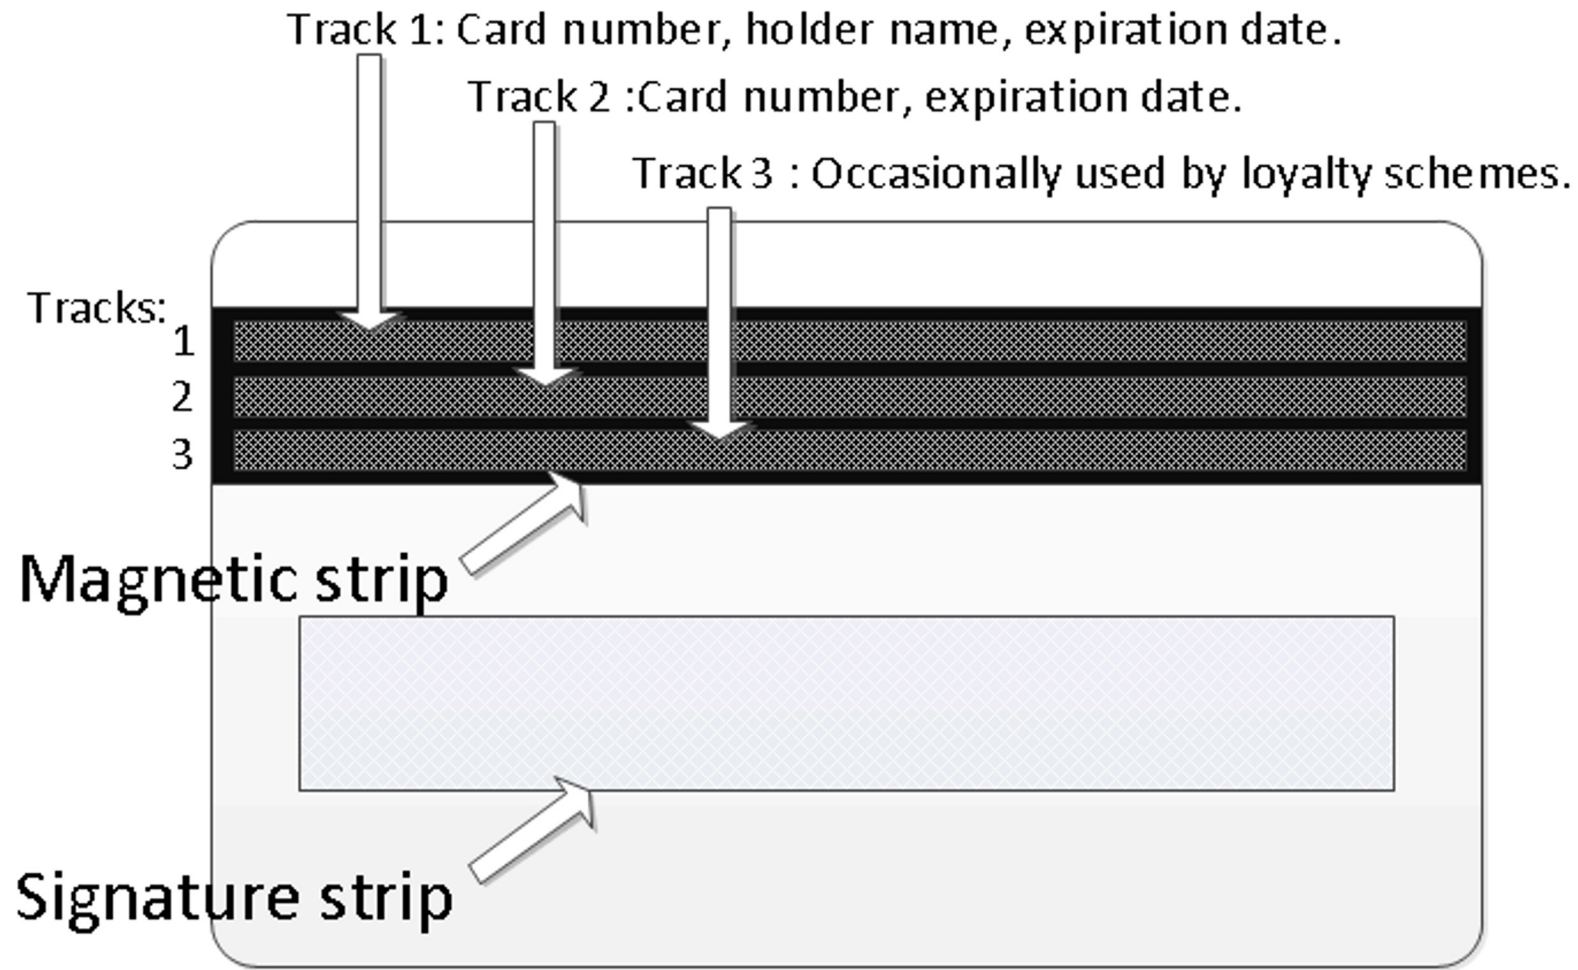 Track 1: Card number, holder name, expiration date.
Track 2 :Card number, expiration date.
Track 3 : Occasionally used by loyalty schemes.
Tracks:
1
2
3
Magnetic strip
Signature strip